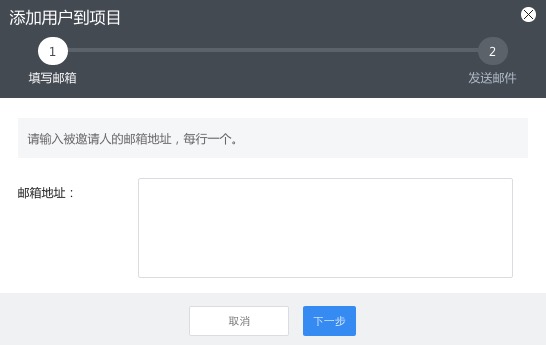 添加用户到项目
1
2
填写邮箱
发送邮件
请输入被邀请人的邮箱地址，每行一个。
邮箱地址：
取消
下一步